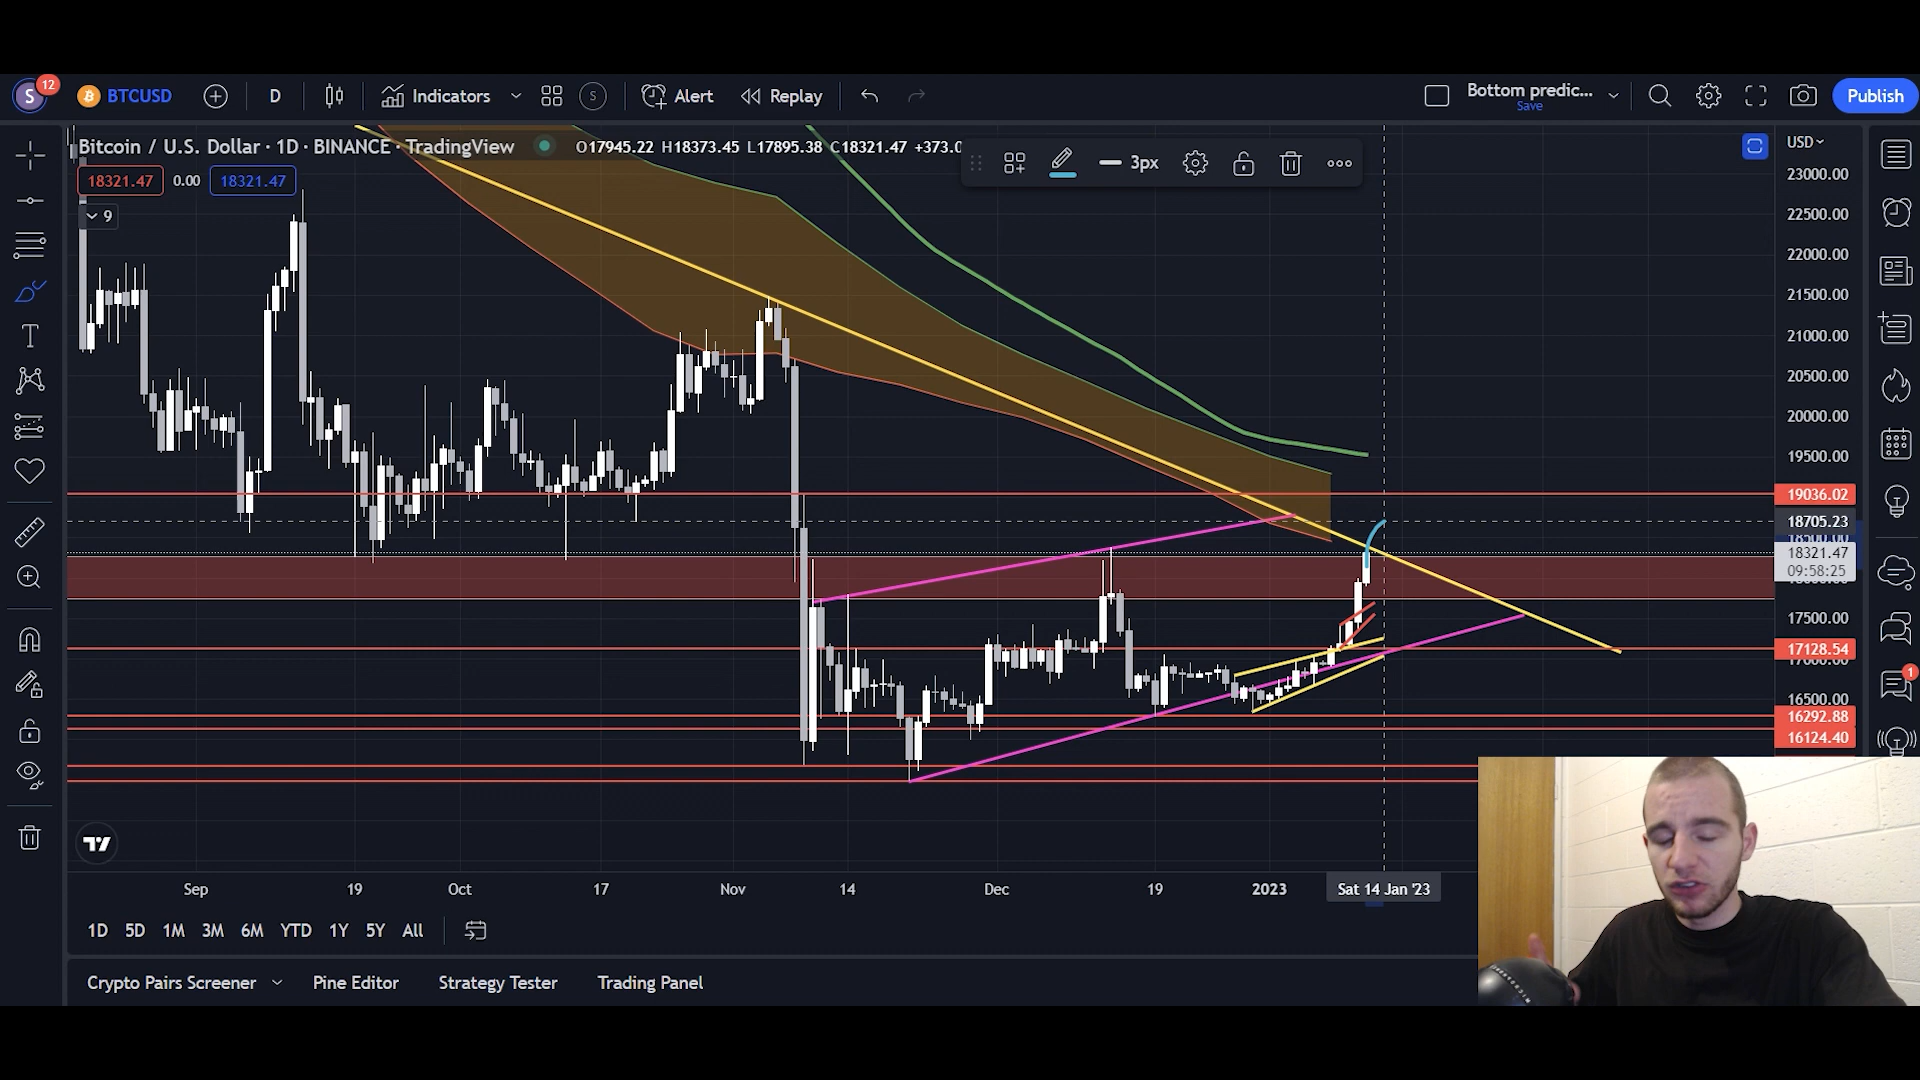 S 12 BTCUSD D Indicators S Alert Replay Bottom predic... Publish
Save
Bitcoin / U.S. Dollar · 1D · BINANCE · TradingView O17945.22 H18373.45 L17895.38 C18321.47 +373.0
3px
USD
18321.47 0.00 18321.47
9
23000.00
22500.00
22000.00
21500.00
21000.00
20500.00
20000.00
19500.00
19036.02
18705.23
18321.47
09:58:25
17500.00
17128.54
16500.00
16292.88
16124.40
1
Sep 19 Oct 17 Nov 14 Dec 19 2023 Sat 14 Jan '23
1D 5D 1M 3M 6M YTD 1Y 5Y All
Crypto Pairs Screener Pine Editor Strategy Tester Trading Panel